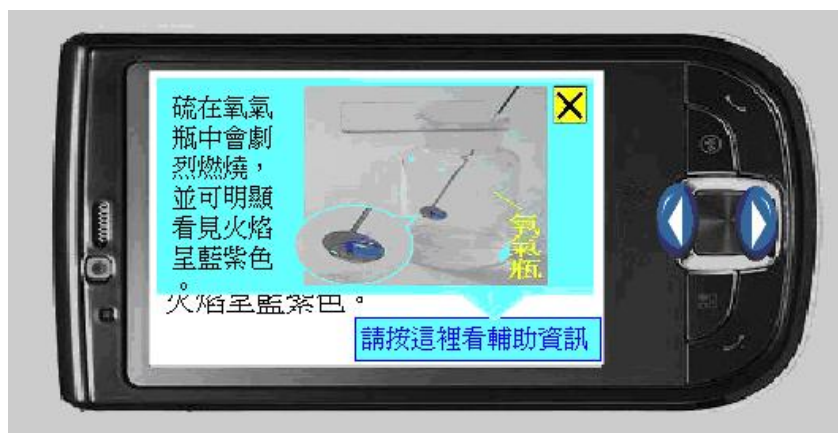 硫在氧氣
瓶中會劇
烈燃燒，
並可明顯
看見火焰
呈藍紫色
。
氧氣瓶
火焰呈藍紫色。
請按這裡看輔助資訊